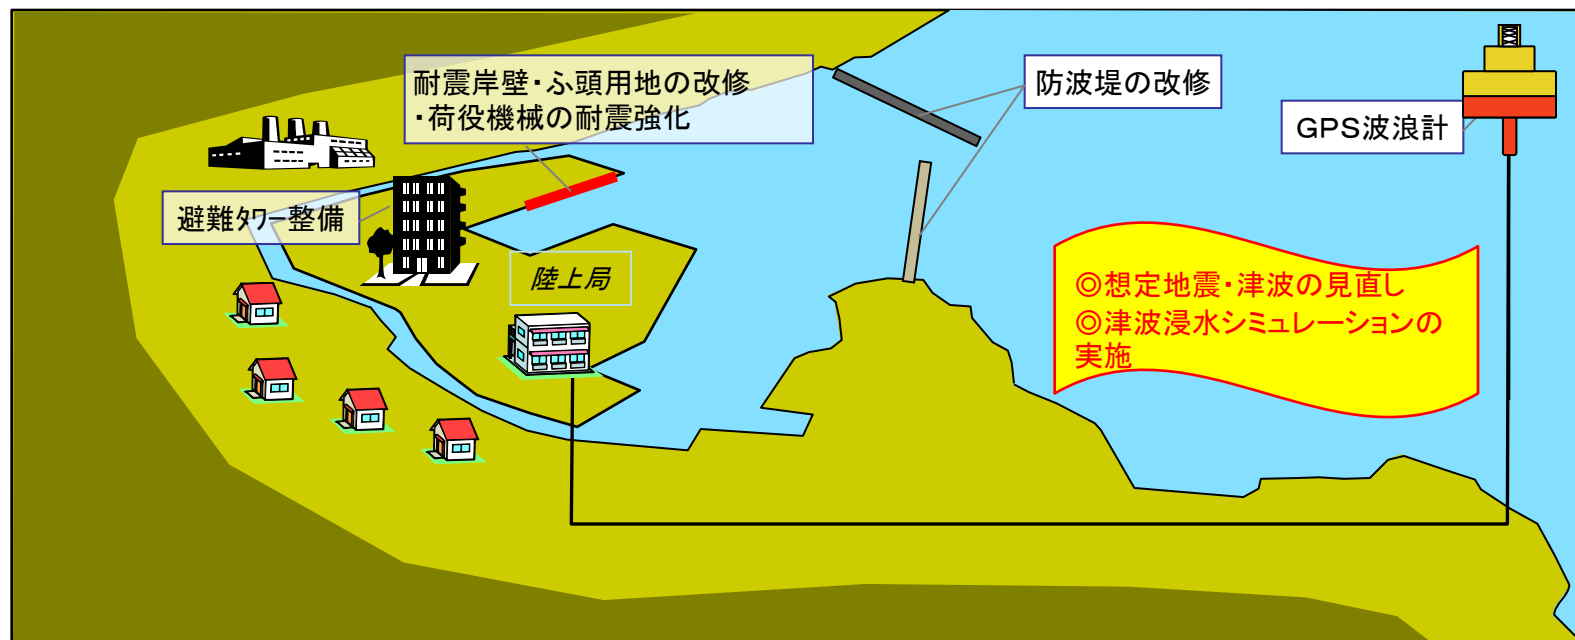 耐震岸壁・ふ頭用地の改修
・荷役機械の耐震強化
防波堤の改修
GPS波浪計
避難ﾀﾜｰ整備
陸上局
◎想定地震・津波の見直し
◎津波浸水シミュレーションの
実施